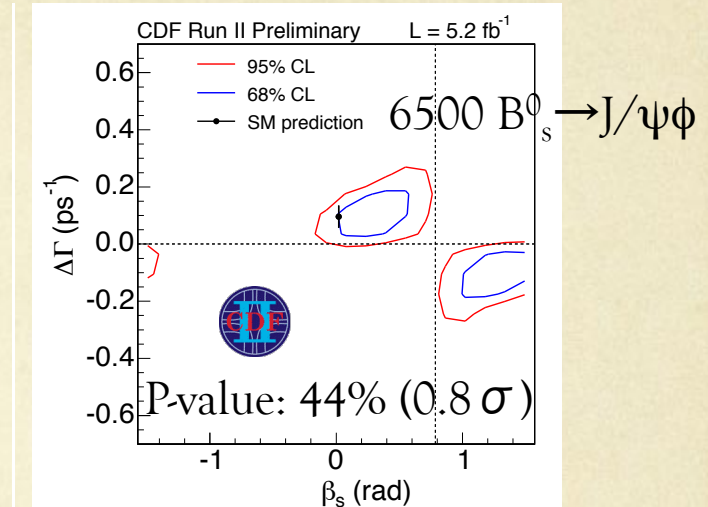 CDF Run II Preliminary L = 5.2 fb⁻¹
95% CL
68% CL
SM prediction
6500 B⁰ₛ→J/ψφ
ΔΓ (ps⁻¹)
0.6
0.4
0.2
0.0
-0.2
-0.4
-0.6
II
CDF
P-value: 44% (0.8 σ)
-1 0 1
βₛ (rad)